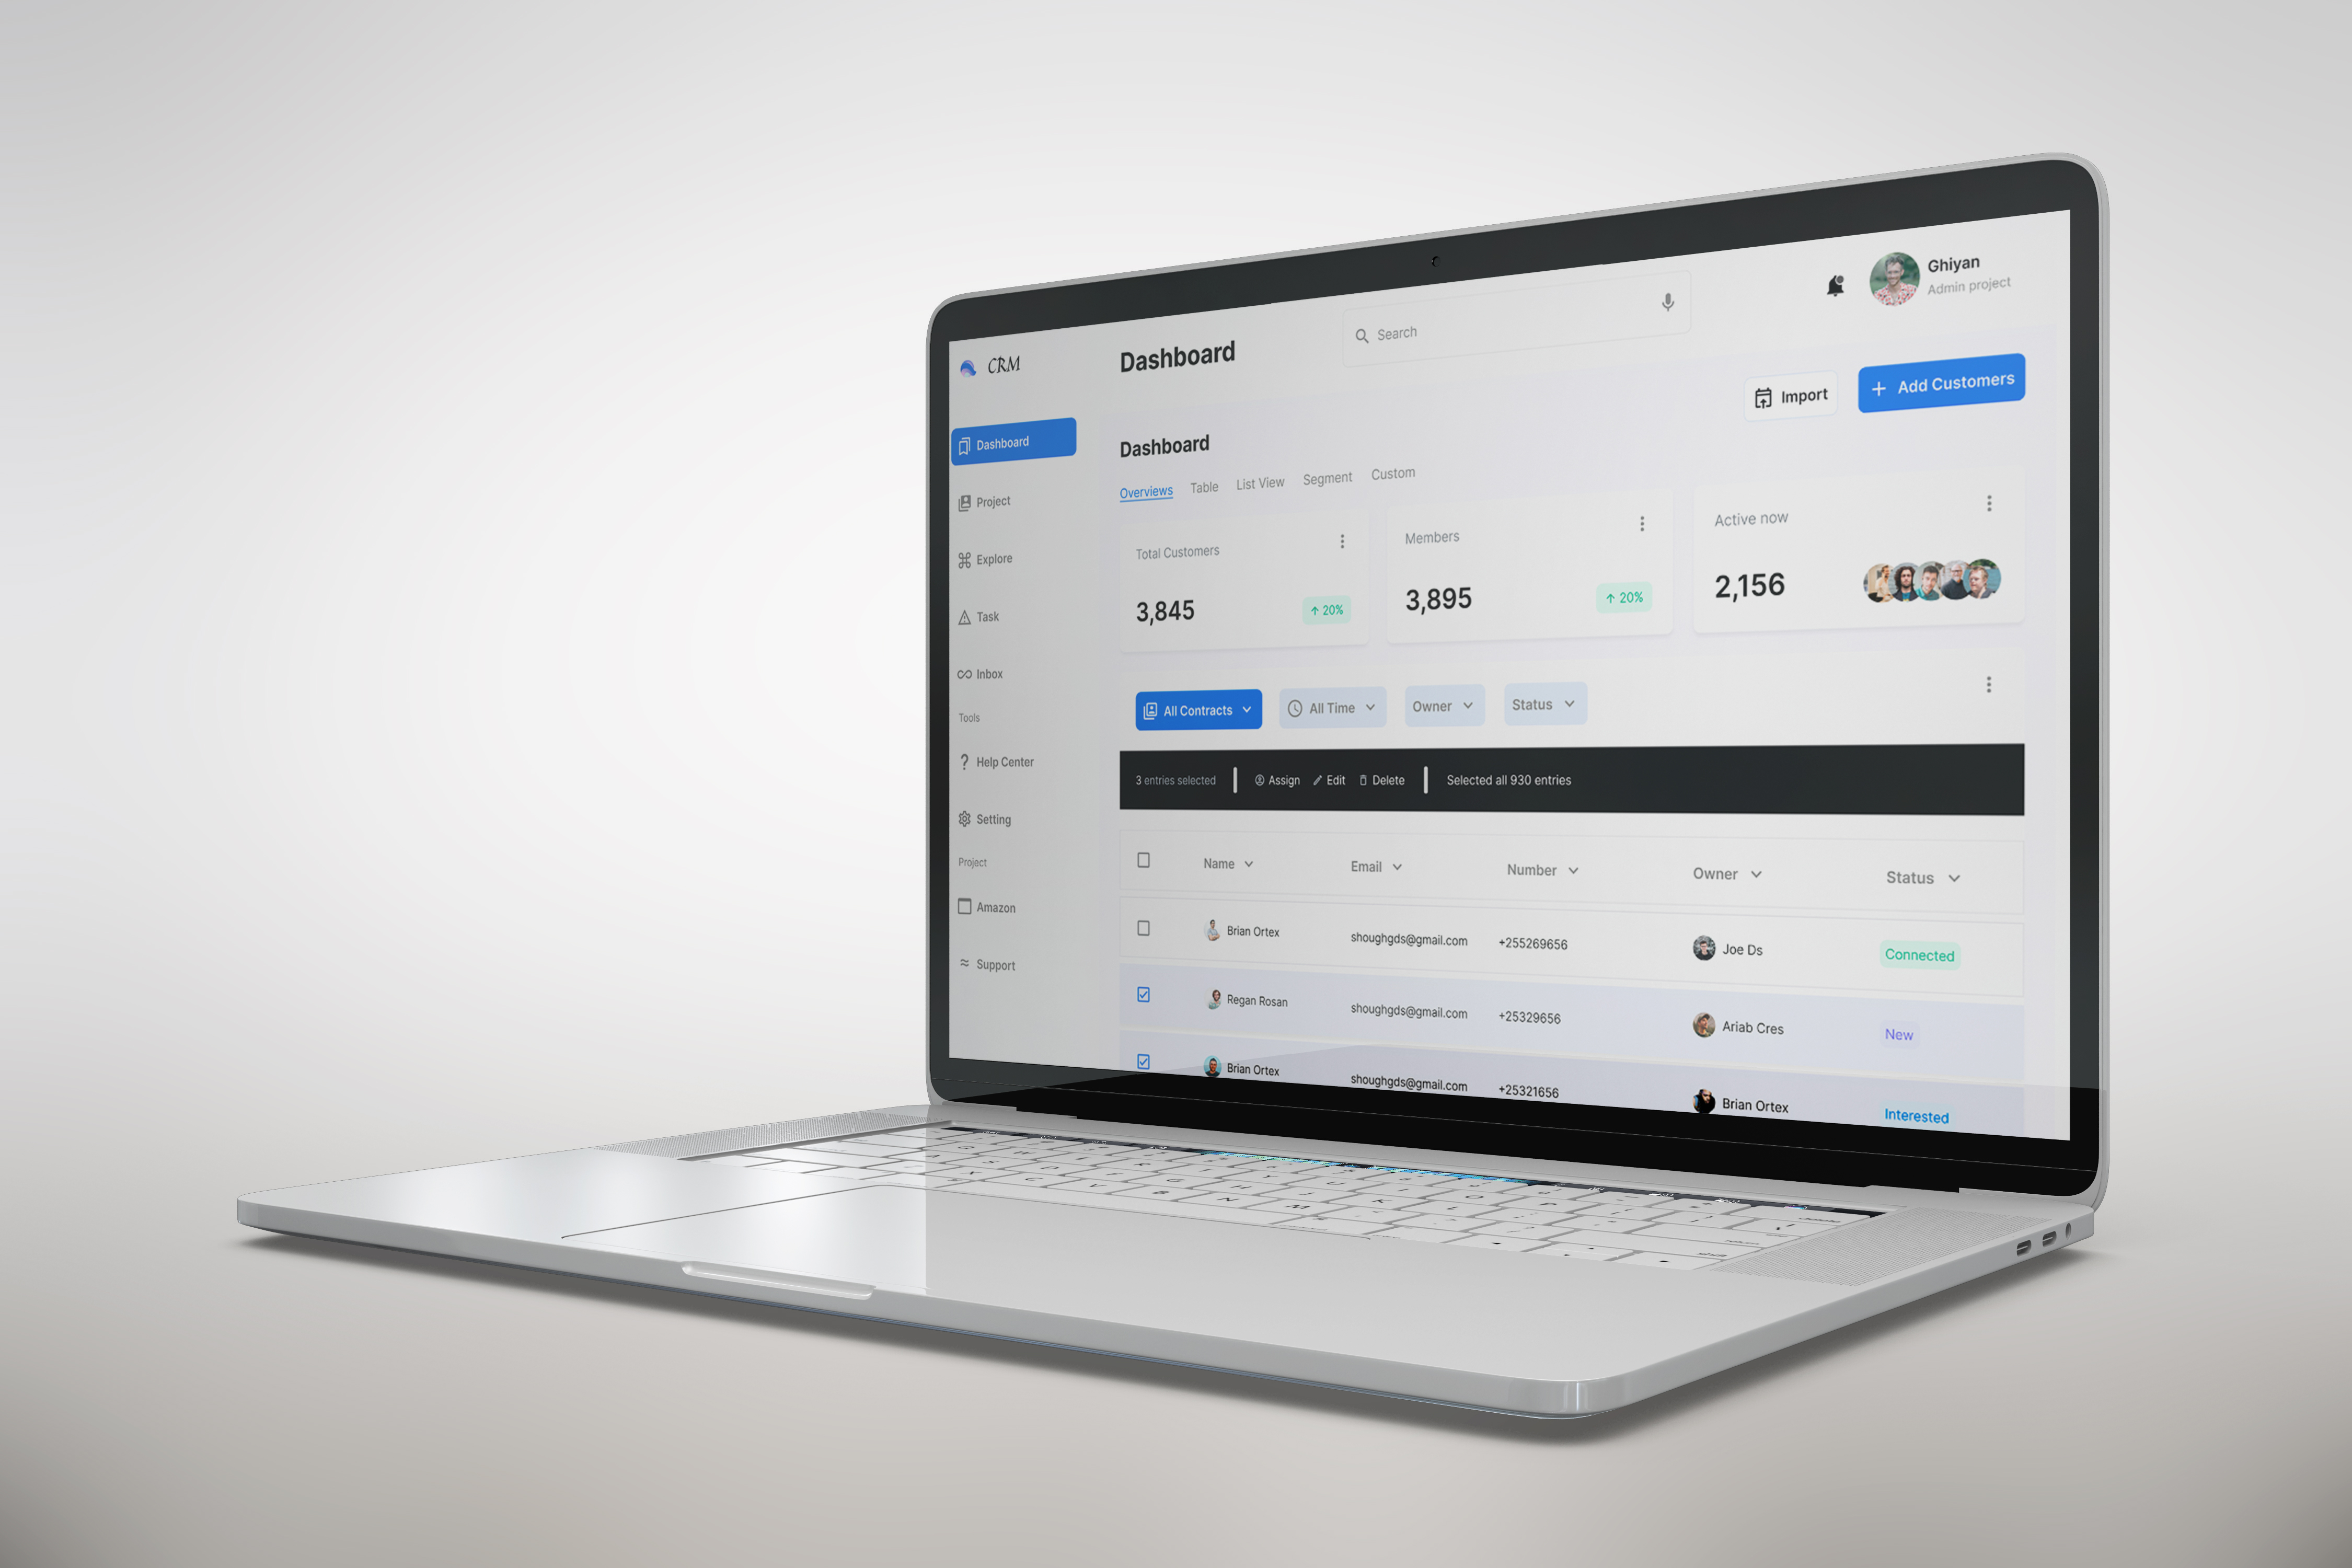 CRM
Dashboard
Search
Ghiyan
Admin project
Import
+ Add Customers
Dashboard
Project
Explore
Task
Inbox
Tools
Help Center
Setting
Project
Amazon
Support
Dashboard
Overviews Table List View Segment Custom
Total Customers
3,845
↑ 20%
Members
3,895
↑ 20%
Active now
2,156
All Contracts All Time Owner Status
3 entries selected Assign Edit Delete Selected all 930 entries
Name Email Number Owner Status
Brian Ortex shoughgds@gmail.com +255269656 Joe Ds Connected
Regan Rosan shoughgds@gmail.com +25329656 Ariab Cres New
Brian Ortex shoughgds@gmail.com +25321656 Brian Ortex Interested